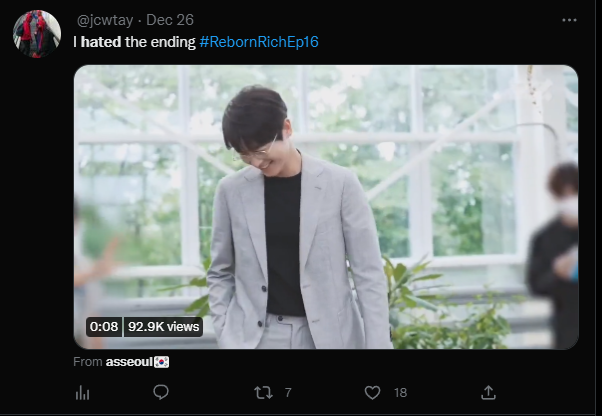 @jcwtay · Dec 26
I hated the ending #RebornRichEp16
0:08 92.9K views
From asseoul🇰🇷
7 18